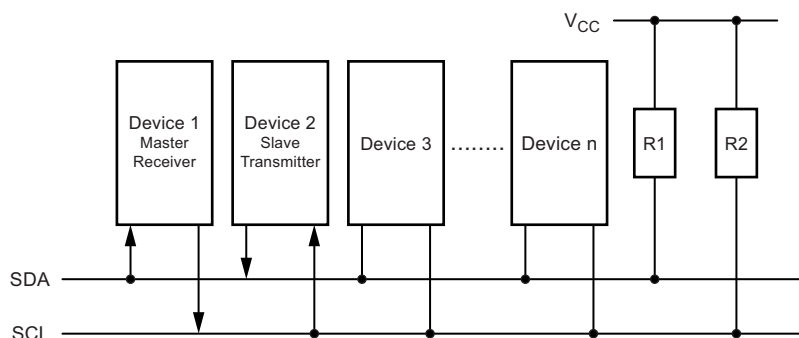 VCC
Device 1
Master
Receiver
Device 2
Slave
Transmitter
Device 3
........
Device n
R1
R2
SDA
SCL